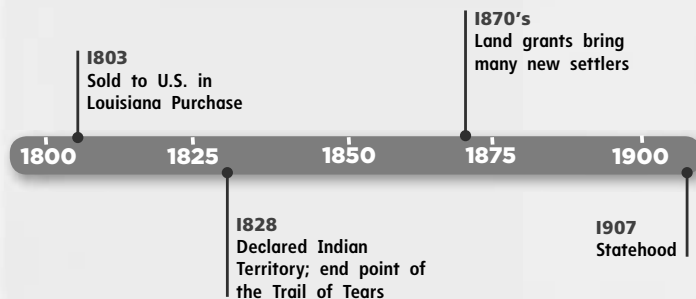 1803
Sold to U.S. in
Louisiana Purchase
1870's
Land grants bring
many new settlers
1800
1825
1850
1875
1900
1828
Declared Indian
Territory; end point of
the Trail of Tears
1907
Statehood